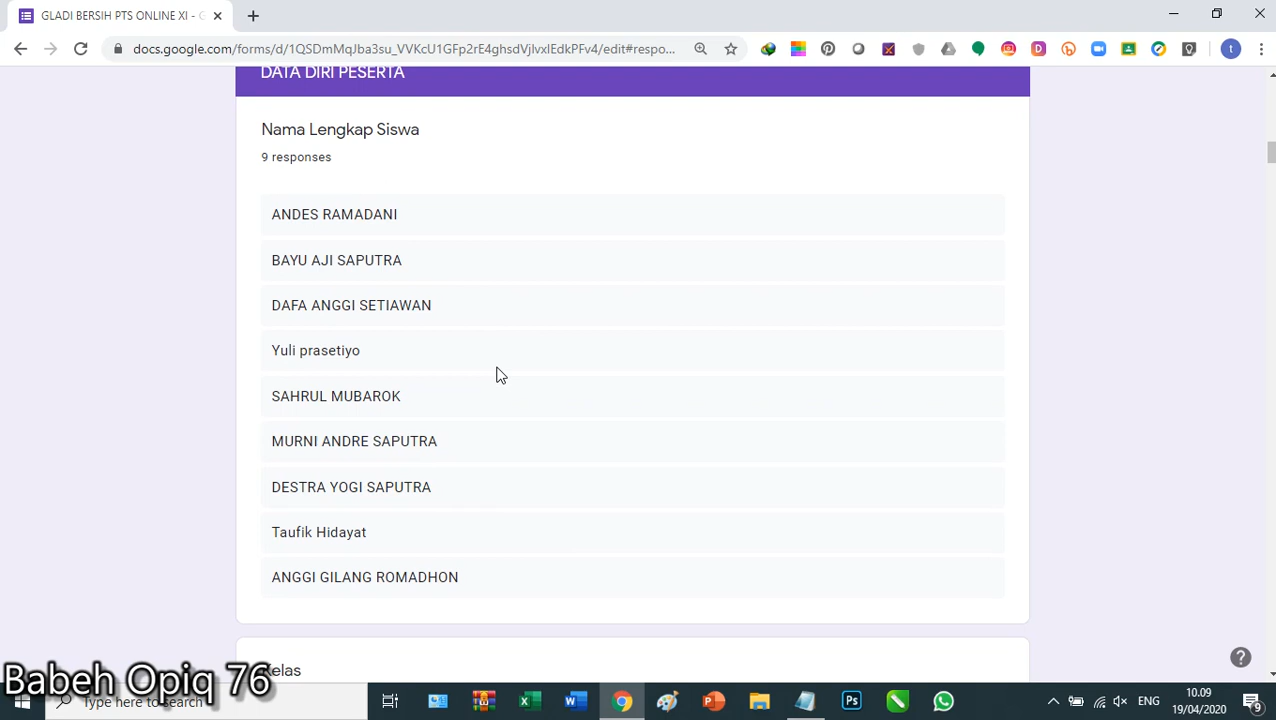 GLADI BERSIH PTS ONLINE XI - G
docs.google.com/forms/d/1QSDmMqJba3su_VVKcU1GFp2rE4ghsdVjIvxlEdkPFv4/edit#respo...
t
DATA DIRI PESERTA
Nama Lengkap Siswa
9 responses
ANDES RAMADANI
BAYU AJI SAPUTRA
DAFA ANGGI SETIAWAN
Yuli prasetiyo
SAHRUL MUBAROK
MURNI ANDRE SAPUTRA
DESTRA YOGI SAPUTRA
Taufik Hidayat
ANGGI GILANG ROMADHON
Kelas
Babeh Opiq 76
Type here to search
ENG
10.09
19/04/2020
9